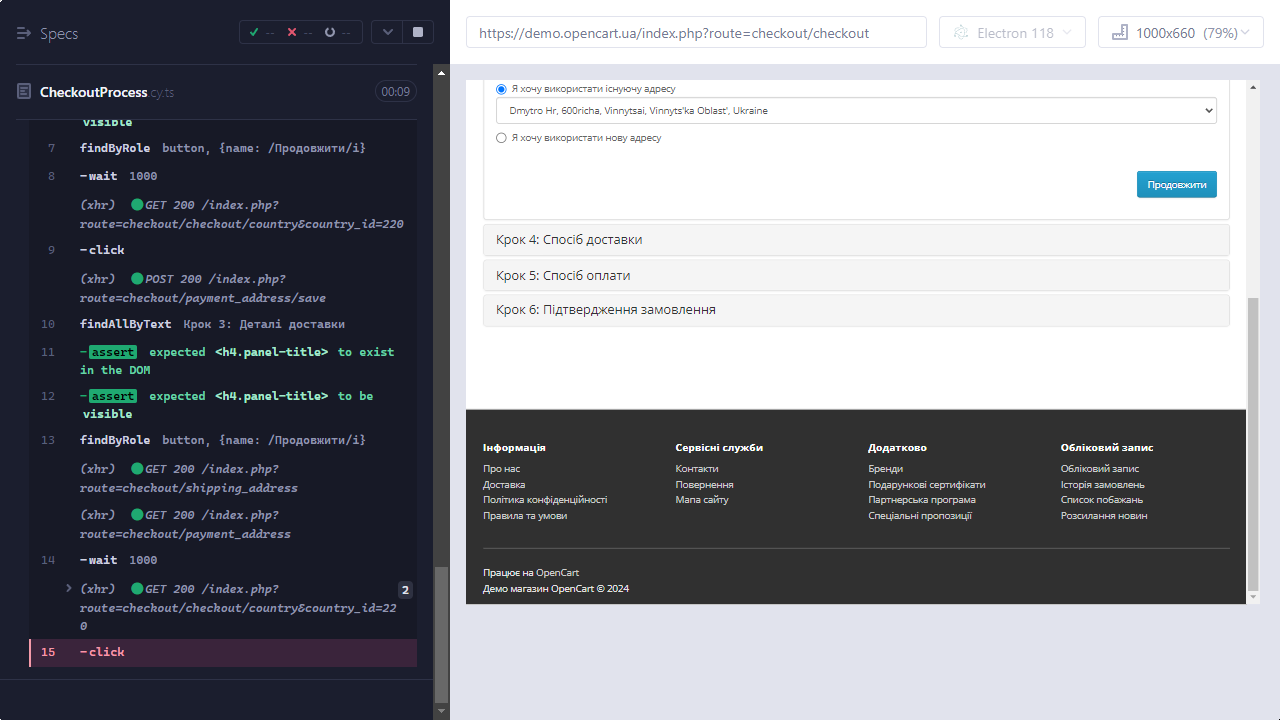 Specs
--
--
--
CheckoutProcess.cy.ts
00:09
visible
7 findByRole button, {name: /Продовжити/i}
8 -wait 1000
(xhr) GET 200 /index.php?
route=checkout/checkout/country&country_id=220
9 -click
(xhr) POST 200 /index.php?
route=checkout/payment_address/save
10 findAllByText Крок 3: Деталі доставки
11 -assert expected <h4.panel-title> to exist
in the DOM
12 -assert expected <h4.panel-title> to be
visible
13 findByRole button, {name: /Продовжити/i}
(xhr) GET 200 /index.php?
route=checkout/shipping_address
(xhr) GET 200 /index.php?
route=checkout/payment_address
14 -wait 1000
(xhr) GET 200 /index.php? 2
route=checkout/checkout/country&country_id=22
0
15 -click
https://demo.opencart.ua/index.php?route=checkout/checkout
Electron 118
1000x660 (79%)
Я хочу використати існуючу адресу
Dmytro Hr, 600richa, Vinnytsai, Vinnyts'ka Oblast', Ukraine
Я хочу використати нову адресу
Продовжити
Крок 4: Спосіб доставки
Крок 5: Спосіб оплати
Крок 6: Підтвердження замовлення
Інформація
Про нас
Доставка
Політика конфіденційності
Правила та умови
Сервісні служби
Контакти
Повернення
Мапа сайту
Додатково
Бренди
Подарункові сертифікати
Партнерська програма
Спеціальні пропозиції
Обліковий запис
Обліковий запис
Історія замовлень
Список побажань
Розсилання новин
Працює на OpenCart
Демо магазин OpenCart © 2024